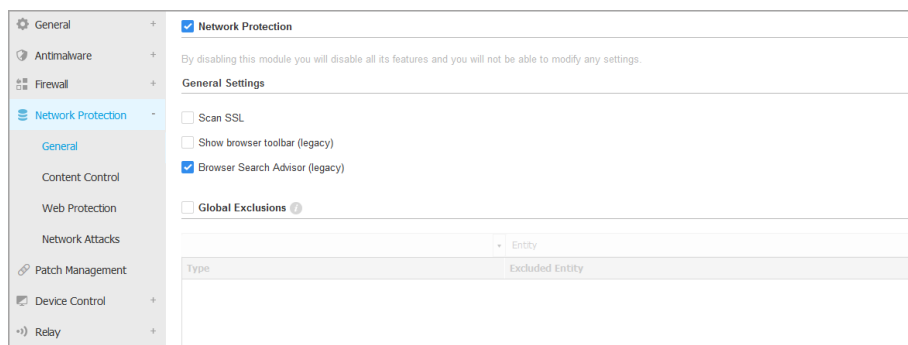 General +
Antimalware +
Firewall +
Network Protection -
General
Content Control
Web Protection
Network Attacks
Patch Management
Device Control +
Relay +
Network Protection
By disabling this module you will disable all its features and you will not be able to modify any settings.
General Settings
Scan SSL
Show browser toolbar (legacy)
Browser Search Advisor (legacy)
Global Exclusions i
Entity
Type Excluded Entity